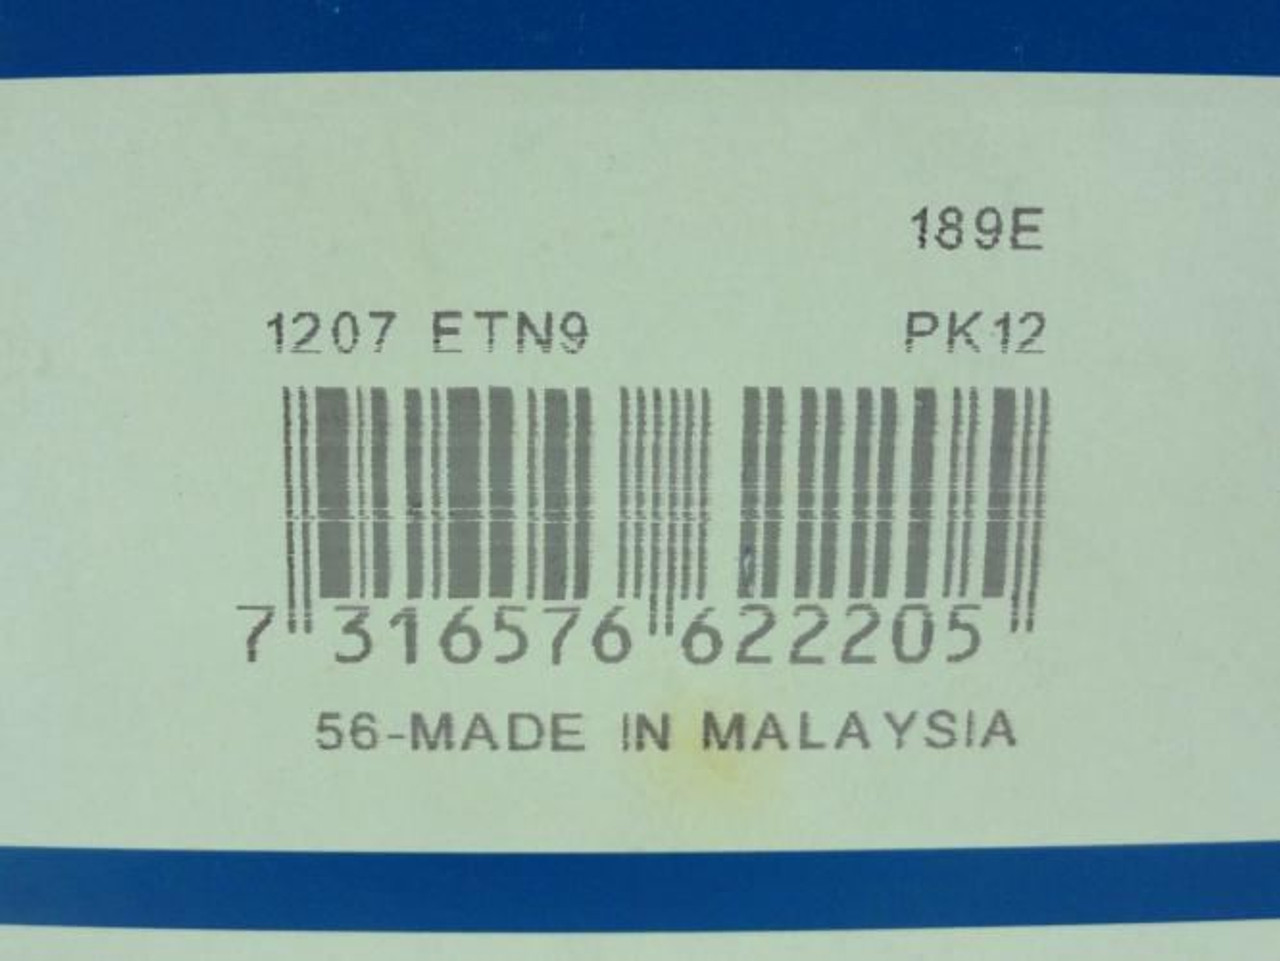 189E
1207 ETN9 PK12
7 316576 622205
56-MADE IN MALAYSIA